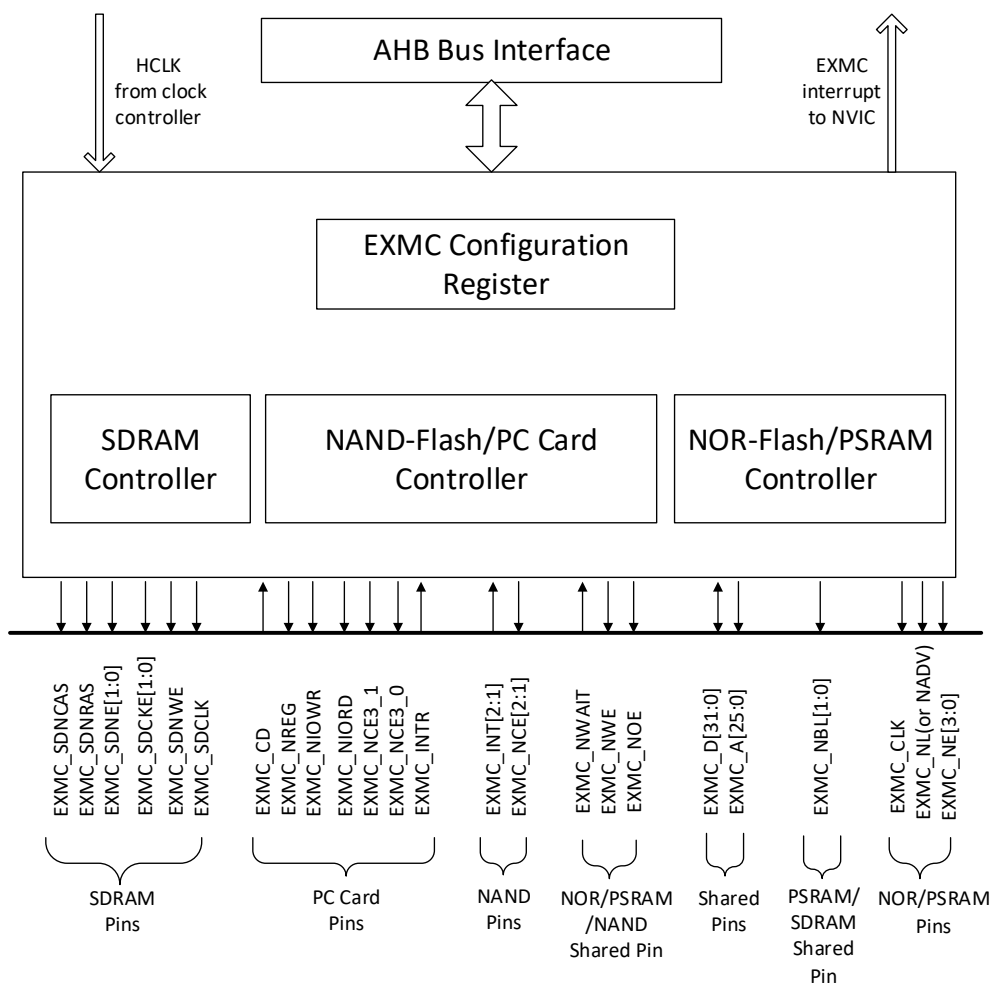 HCLK
from clock
controller
AHB Bus Interface
EXMC
interrupt
to NVIC
EXMC Configuration
Register
SDRAM
Controller
NAND-Flash/PC Card
Controller
NOR-Flash/PSRAM
Controller
EXMC_SDNCAS
EXMC_SDNRAS
EXMC_SDNE[1:0]
EXMC_SDCKE[1:0]
EXMC_SDNWE
EXMC_SDCLK
EXMC_CD
EXMC_NREG
EXMC_NIOWR
EXMC_NIORD
EXMC_NCE3_1
EXMC_NCE3_0
EXMC_INTR
EXMC_INT[2:1]
EXMC_NCE[2:1]
EXMC_NWAIT
EXMC_NWE
EXMC_NOE
EXMC_D[31:0]
EXMC_A[25:0]
EXMC_NBL[1:0]
EXMC_CLK
EXMC_NL(or NADV)
EXMC_NE[3:0]
SDRAM
Pins
PC Card
Pins
NAND
Pins
NOR/PSRAM
/NAND
Shared Pin
Shared
Pins
PSRAM/
SDRAM
Shared
Pin
NOR/PSRAM
Pins